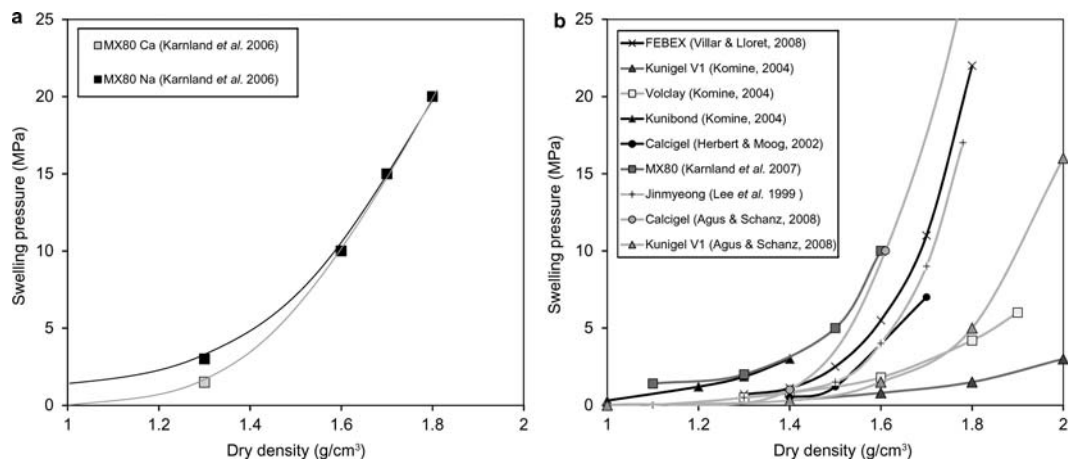 a
25
20
15
10
5
0
Swelling pressure (MPa)
MX80 Ca (Karnland et al. 2006)
MX80 Na (Karnland et al. 2006)
1 1.2 1.4 1.6 1.8 2
Dry density (g/cm³)
b
25
20
15
10
5
0
Swelling pressure (MPa)
FEBEX (Villar & Lloret, 2008)
Kunigel V1 (Komine, 2004)
Volclay (Komine, 2004)
Kunibond (Komine, 2004)
Calcigel (Herbert & Moog, 2002)
MX80 (Karnland et al. 2007)
Jinmyeong (Lee et al. 1999 )
Calcigel (Agus & Schanz, 2008)
Kunigel V1 (Agus & Schanz, 2008)
1 1.2 1.4 1.6 1.8 2
Dry density (g/cm³)